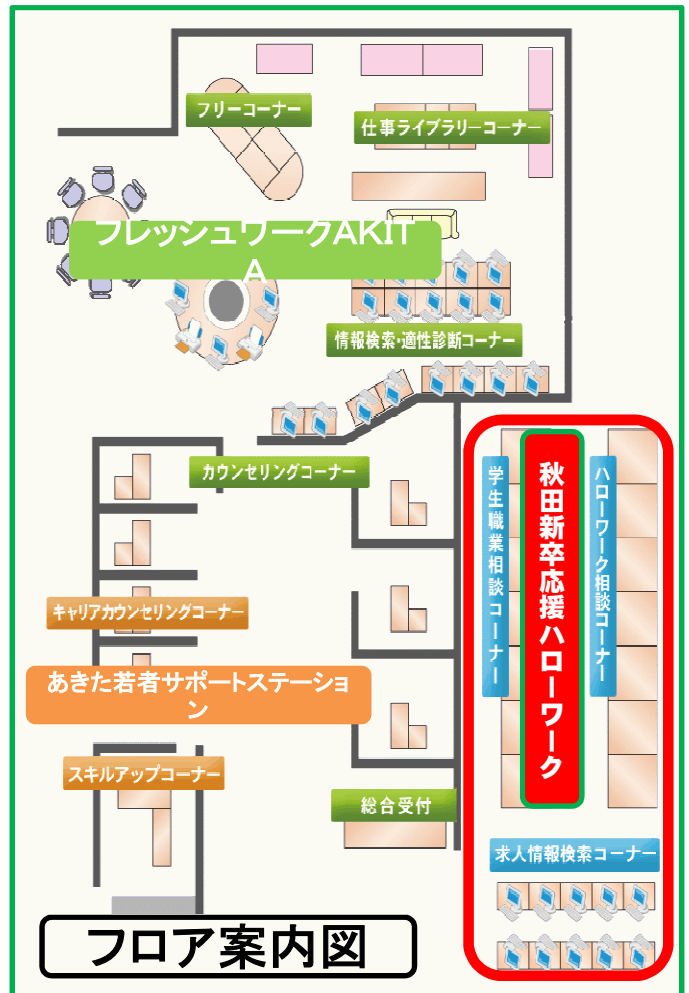 フリーコーナー
仕事ライブラリーコーナー
フレッシュワークAKIT
A
情報検索・適性診断コーナー
カウンセリングコーナー
学生職業相談コーナー
秋田新卒応援ハローワーク
ハローワーク相談コーナー
キャリアカウンセリングコーナー
あきた若者サポートステーショ
ン
スキルアップコーナー
総合受付
求人情報検索コーナー
フロア案内図